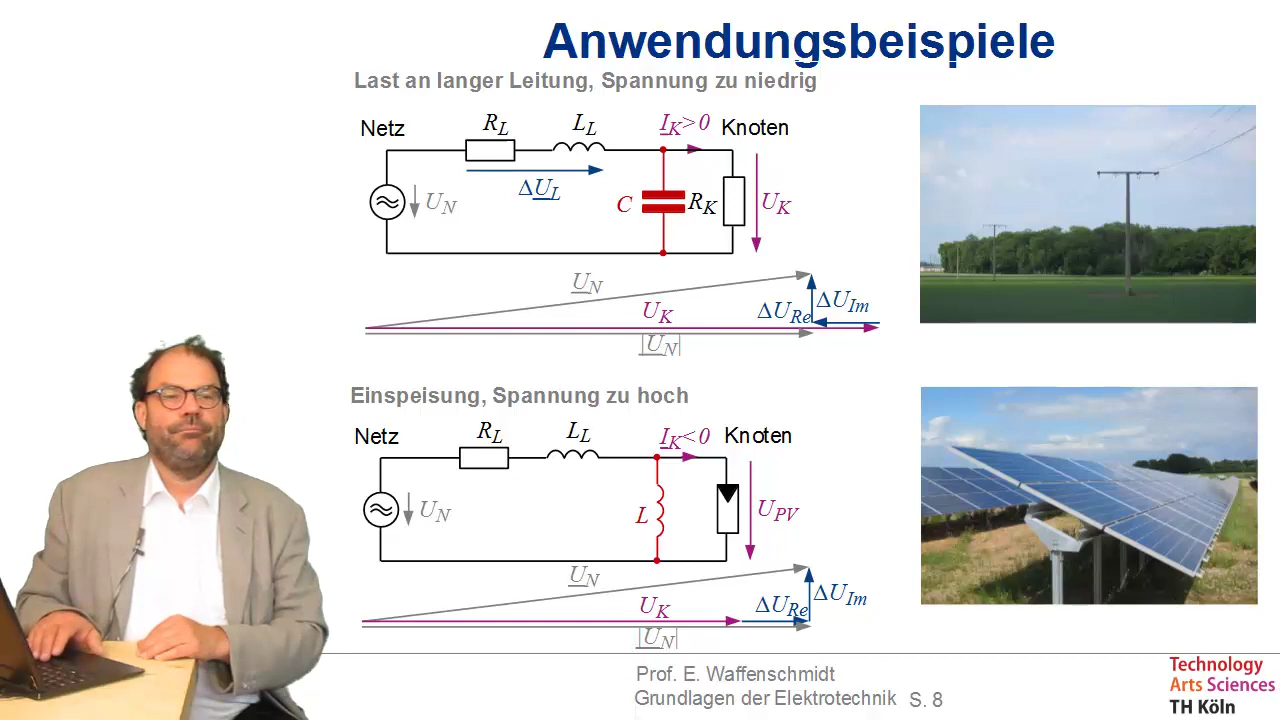 Anwendungsbeispiele
Last an langer Leitung, Spannung zu niedrig
Netz R_L L_L I_K>0 Knoten
ΔU_L
U_N C R_K U_K
U_N
U_K ΔU_Re ΔU_Im
|U_N|
Einspeisung, Spannung zu hoch
Netz R_L L_L I_K<0 Knoten
U_N L U_PV
U_N
U_K ΔU_Re ΔU_Im
|U_N|
Prof. E. Waffenschmidt
Grundlagen der Elektrotechnik S. 8
Technology
Arts Sciences
TH Köln